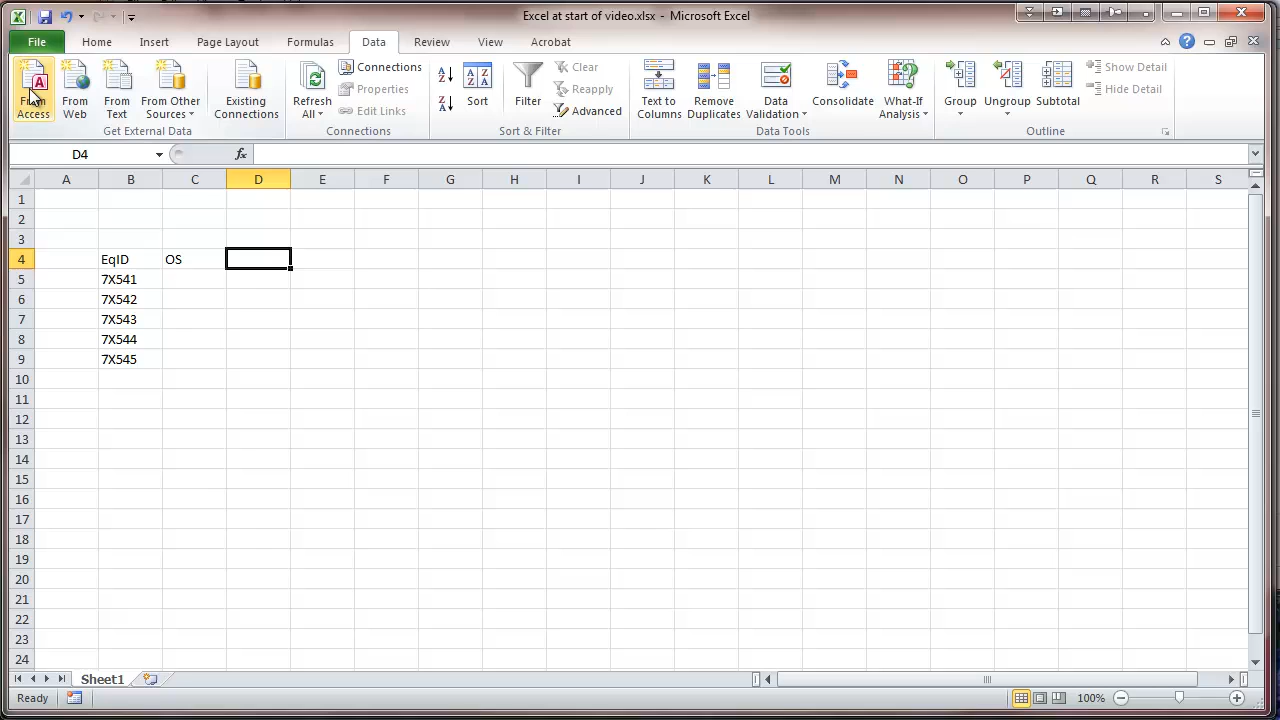 Excel at start of video.xlsx - Microsoft Excel
File Home Insert Page Layout Formulas Data Review View Acrobat
From Access
From Web
From Text
From Other Sources
Existing Connections
Get External Data
Refresh All
Connections
Properties
Edit Links
Connections
Sort
Filter
Clear
Reapply
Advanced
Sort & Filter
Text to Columns
Remove Duplicates
Data Validation
Consolidate
What-If Analysis
Data Tools
Group
Ungroup
Subtotal
Show Detail
Hide Detail
Outline
D4 fx
A B C D E F G H I J K L M N O P Q R S
1
2
3
4 EqID OS
5 7X541
6 7X542
7 7X543
8 7X544
9 7X545
10
11
12
13
14
15
16
17
18
19
20
21
22
23
24
Sheet1
Ready 100%